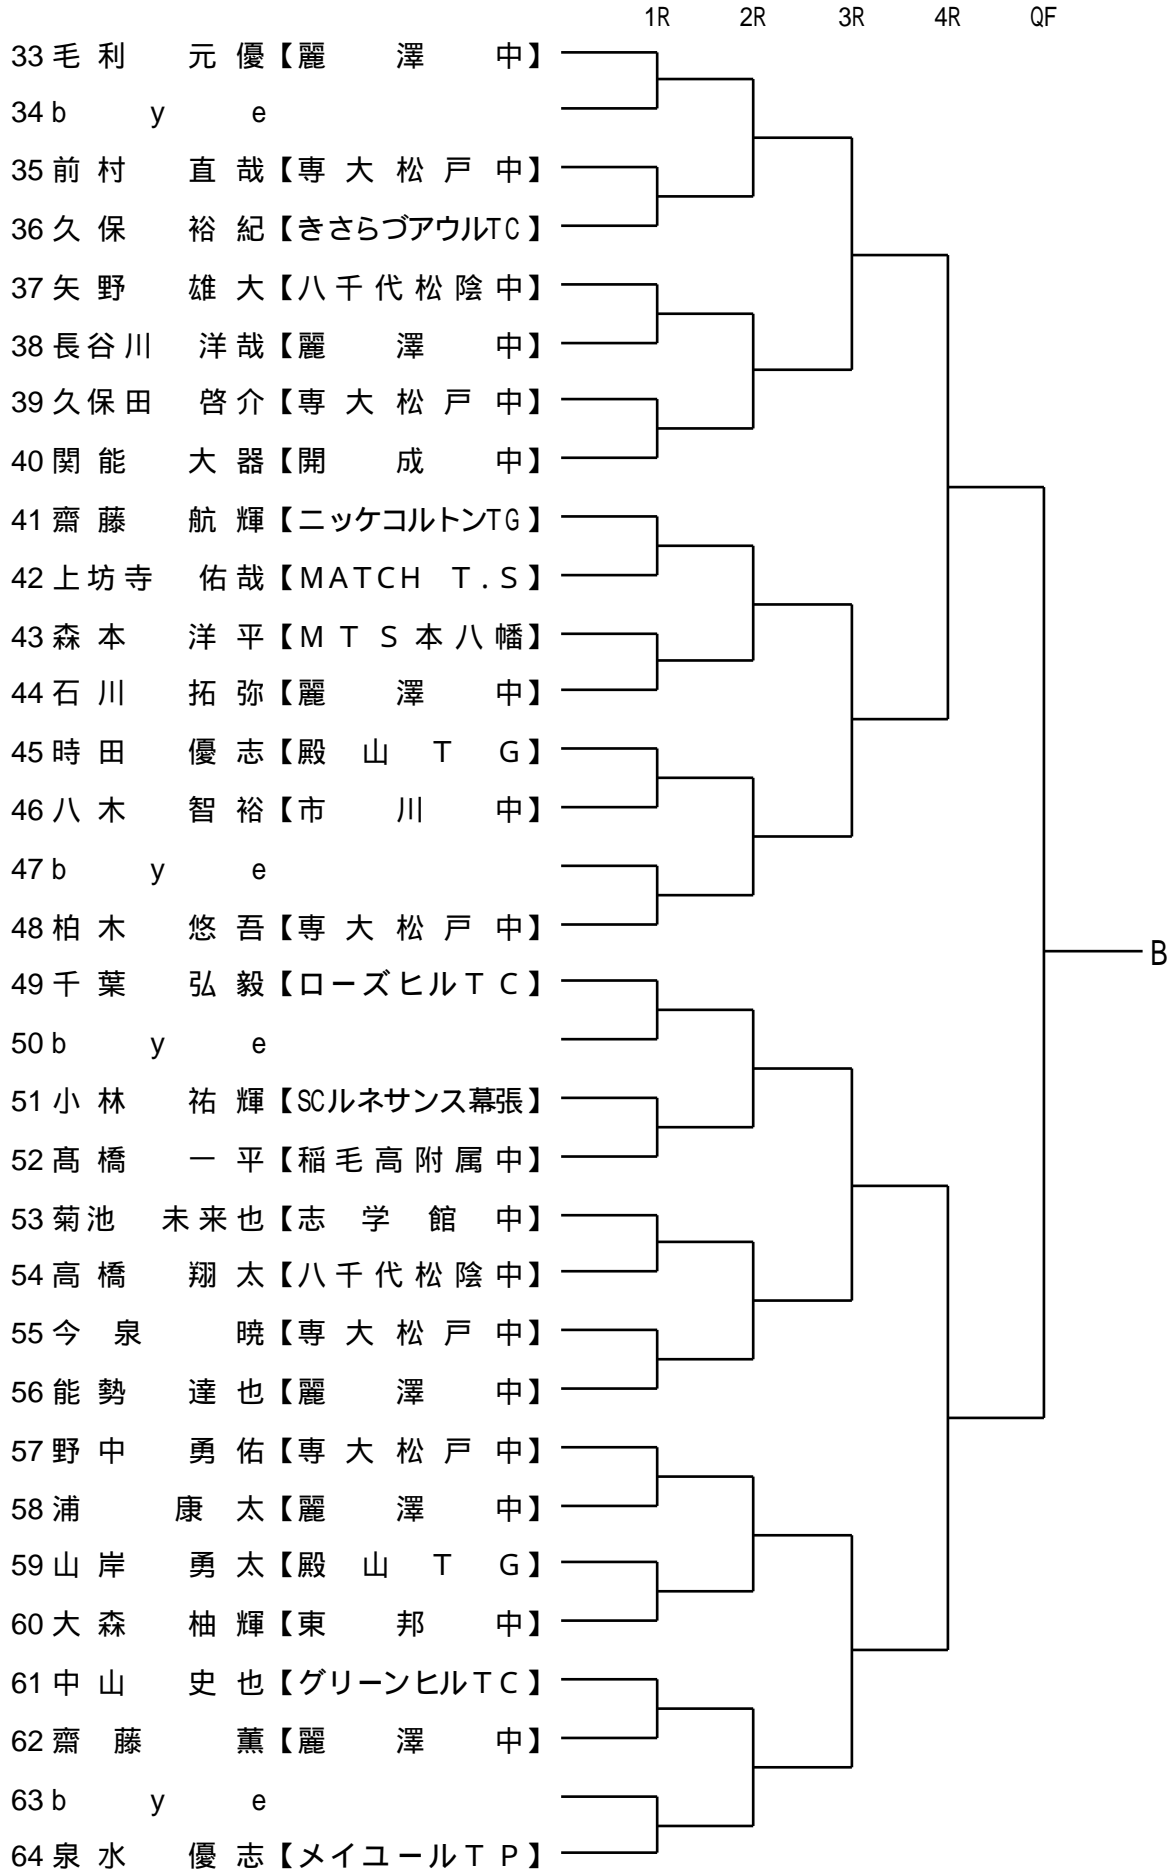 1R 2R 3R 4R QF
33 毛利 元優【麗澤中】
34 bye
35 前村 直哉【専大松戸中】
36 久保 裕紀【きさらづアウルTC】
37 矢野 雄大【八千代松陰中】
38 長谷川 洋哉【麗澤中】
39 久保田 啓介【専大松戸中】
40 関能 大器【開成中】
41 齋藤 航輝【ニッケコルトンTG】
42 上坊寺 佑哉【MATCH T.S】
43 森本 洋平【MTS本八幡】
44 石川 拓弥【麗澤中】
45 時田 優志【殿山TG】
46 八木 智裕【市川中】
47 bye
48 柏木 悠吾【専大松戸中】
B
49 千葉 弘毅【ローズヒルTC】
50 bye
51 小林 祐輝【SCルネサンス幕張】
52 髙橋 一平【稲毛高附属中】
53 菊池 未来也【志学館中】
54 高橋 翔太【八千代松陰中】
55 今泉 暁【専大松戸中】
56 能勢 達也【麗澤中】
57 野中 勇佑【専大松戸中】
58 浦 康太【麗澤中】
59 山岸 勇太【殿山TG】
60 大森 柚輝【東邦中】
61 中山 史也【グリーンヒルTC】
62 齋藤 薫【麗澤中】
63 bye
64 泉水 優志【メイユールTP】